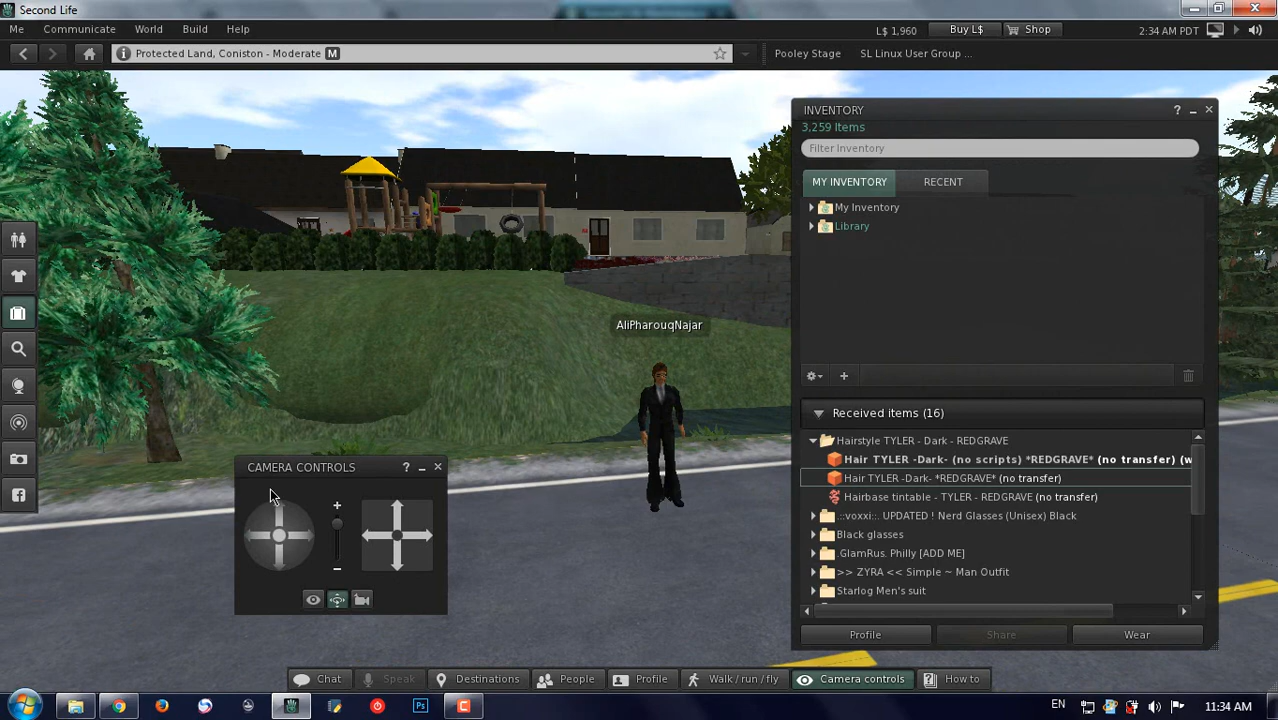 Second Life
Me Communicate World Build Help
L$ 1,960 Buy L$ Shop 2:34 AM PDT
Protected Land, Coniston - Moderate M
Pooley Stage SL Linux User Group ...
INVENTORY ?
3,259 Items
Filter Inventory
MY INVENTORY RECENT
My Inventory
Library
AliPharouqNajar
Received items (16)
Hairstyle TYLER - Dark - REDGRAVE
Hair TYLER -Dark- (no scripts) *REDGRAVE* (no transfer) (w
Hair TYLER -Dark- *REDGRAVE* (no transfer)
Hairbase tintable - TYLER - REDGRAVE (no transfer)
.::voxxi::. UPDATED ! Nerd Glasses (Unisex) Black
Black glasses
.GlamRus. Philly [ADD ME]
>> ZYRA << Simple ~ Man Outfit
Starlog Men's suit
Profile Share Wear
CAMERA CONTROLS ?
Chat Speak Destinations People Profile Walk / run / fly Camera controls How to
Ps EN 11:34 AM